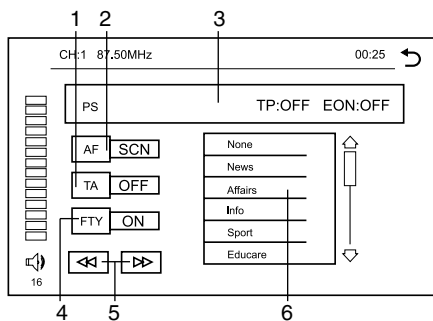 1 2 3
CH:1 87.50MHz 00:25
PS TP:OFF EON:OFF
AF SCN
TA OFF
FTY ON
None
News
Affairs
Info
Sport
Educare
16
4 5 6